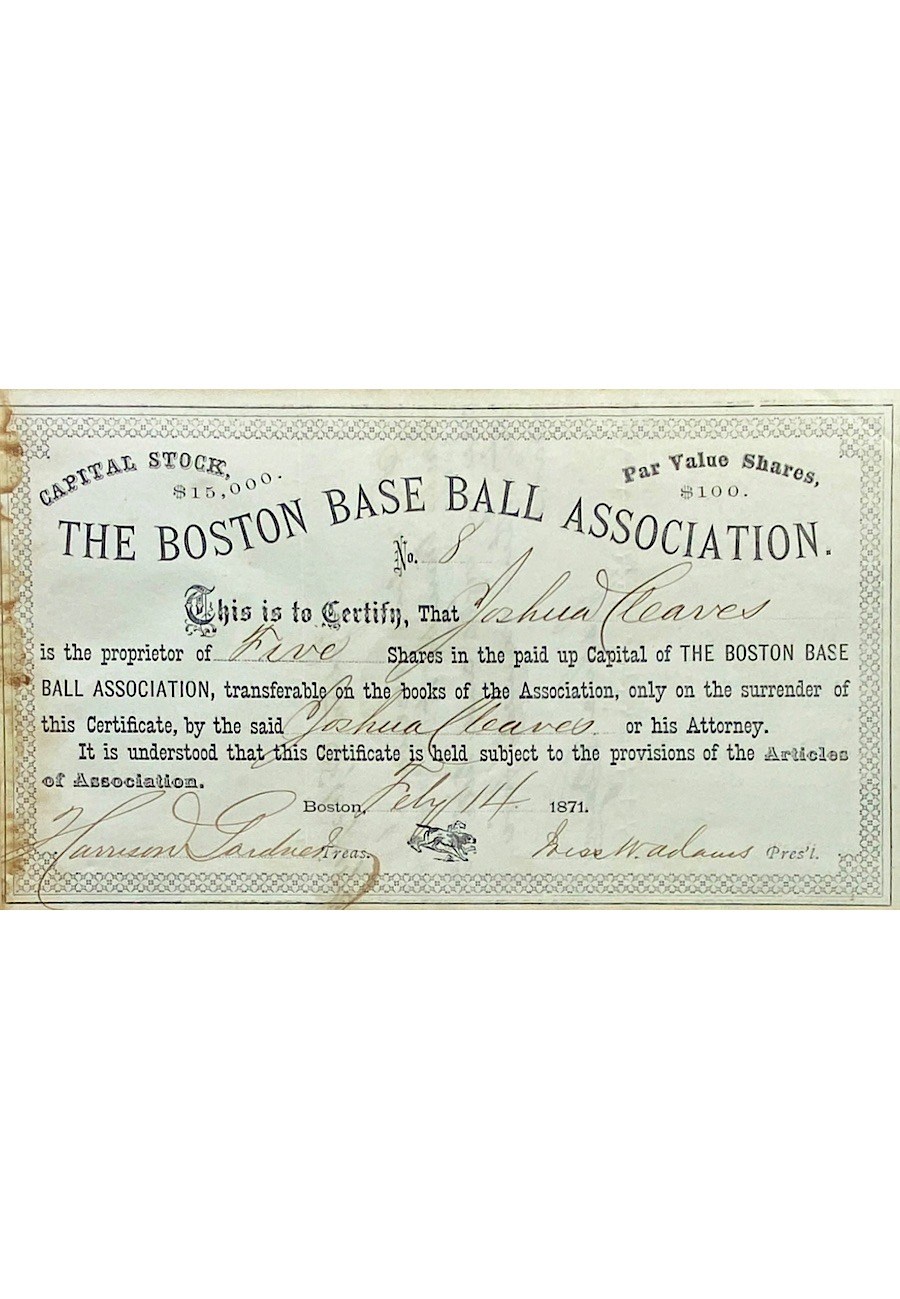 CAPITAL STOCK,
$15,000.
Par Value Shares,
$100.
THE BOSTON BASE BALL ASSOCIATION.
No. 8
This is to Certify, That Joshua Cleaves
is the proprietor of Five Shares in the paid up Capital of THE BOSTON BASE
BALL ASSOCIATION, transferable on the books of the Association, only on the surrender of
this Certificate, by the said Joshua Cleaves or his Attorney.
It is understood that this Certificate is held subject to the provisions of the Articles
of Association.
Boston, Feby 14 1871.
Harrison Gardner Treas. W. Adams Pres't.